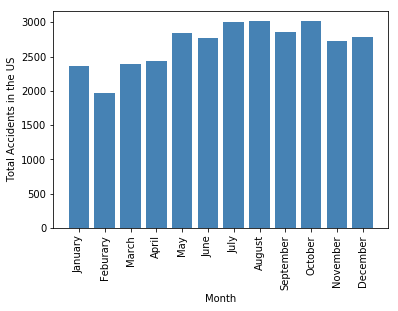 3000
2500
2000
1500
1000
500
0
Total Accidents in the US
January
Feburary
March
April
May
June
July
August
September
October
November
December
Month